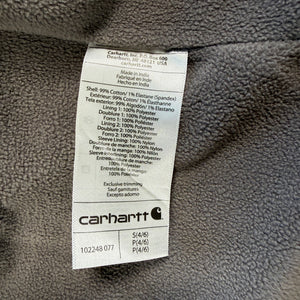 Carhartt, Inc. P.O. Box 600
Dearborn, MI 48121 USA
carhartt.com
Made in India
Fabriqué en Inde
Hecho en India
Shell: 99% Cotton/ 1% Elastane (Spandex)
Extérieur: 99% Coton/ 1% Élasthanne
Tela exterior: 99% Algodón/ 1% Elastano
Lining 1: 100% Polyester
Doublure 1: 100% Polyester
Forro 1: 100% Poliéster
Lining 2: 100% Polyester
Doublure 2: 100% Polyester
Forro 2: 100% Poliéster
Sleeve Lining: 100% Nylon
Doublure de manche: 100% Nylon
Forro de la manga: 100% Nilon
Interlining: 100% Polyester
Entredoublure: 100% Polyester
Entretela de la manga:
100% Poliéster
Exclusive trimming
Sauf garnitures
Excepto adorno
carhartt
102248 077
S(4/6)
P(4/6)
P(4/6)